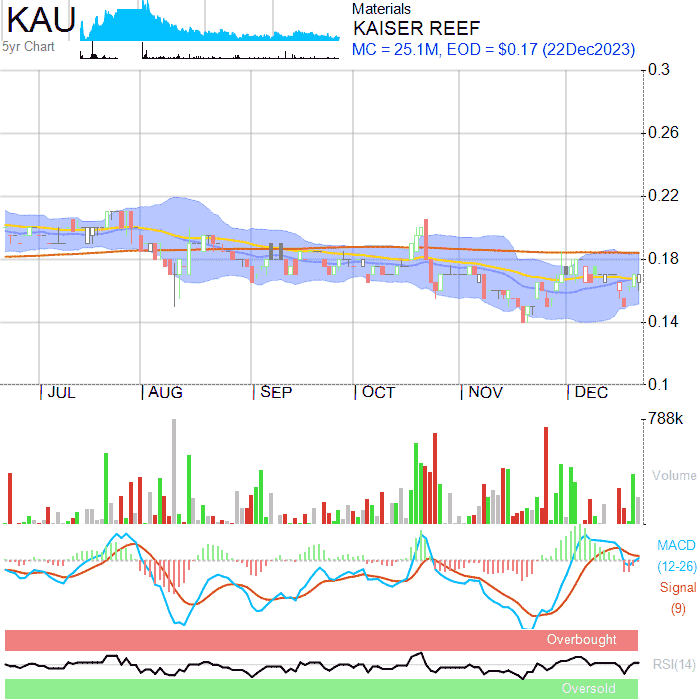 KAU
5yr Chart
Materials
KAISER REEF
MC = 25.1M, EOD = $0.17 (22Dec2023)
0.3
0.26
0.22
0.18
0.14
0.1
JUL
AUG
SEP
OCT
NOV
DEC
788k
Volume
MACD
(12-26)
Signal
(9)
Overbought
RSI(14)
Oversold